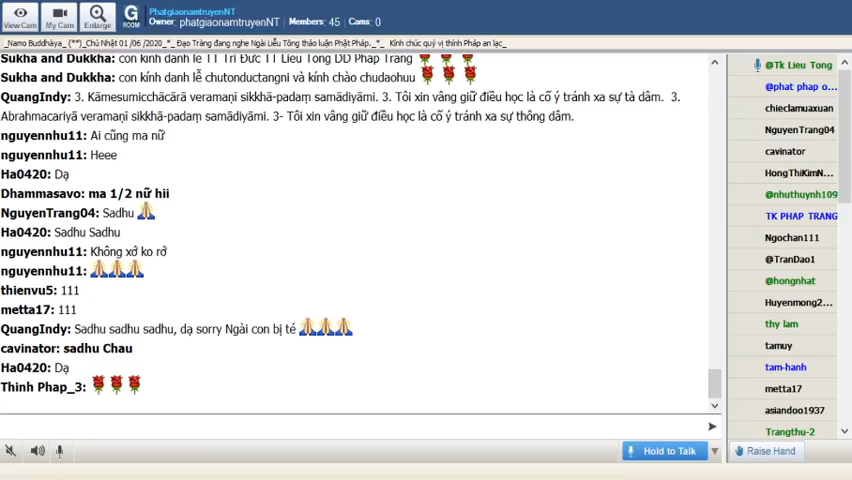 View Cam
My Cam
Enlarge
G
ROOM
PhatgiaonamtruyenNT
Owner: phatgiaonamtruyenNT Members: 45 Cams: 0
_Namo Buddhàya_ (**)_Chủ Nhật 01 /06 /2020_*_ Đạo Tràng đang nghe Ngài Liễu Tông thảo luận Phật Pháp._*_ Kính chúc quý vị thính Pháp an lạc_
Sukha and Dukkha: con kính danh lễ TT Trí Đức TT Liễu Tông DD Pháp Trang
Sukha and Dukkha: con kính danh lễ chutonductangni và kính chào chudaohuu
QuangIndy: 3. Kāmesumicchācārā veramaṇi sikkhā-padaṃ samādiyāmi. 3. Tôi xin vâng giữ điều học là cố ý tránh xa sự tà dâm. 3.
Abrahmacariyā veramaṇi sikkhā-padaṃ samādiyāmi. 3- Tôi xin vâng giữ điều học là cố ý tránh xa sự thông dâm.
nguyennhu11: Ai cũng ma nữ
nguyennhu11: Heee
Ha0420: Dạ
Dhammasavo: ma 1/2 nữ hii
NguyenTrang04: Sadhu
Ha0420: Sadhu Sadhu
nguyennhu11: Không xớ ko rớ
nguyennhu11:
thienvu5: 111
metta17: 111
QuangIndy: Sadhu sadhu sadhu, dạ sorry Ngài con bị té
cavinator: sadhu Chau
Ha0420: Dạ
Thinh Phap_3:
Hold to Talk
@Tk Lieu Tong
@phat phap o...
chieclamuaxuan
NguyenTrang04
cavinator
HongThiKimN...
@nhuthuynh109
TK PHAP TRANG
Ngochan111
@TranDao1
@hongnhat
Huyenmong2...
thy lam
tamuy
tam-hanh
metta17
asiandoo1937
Trangthu-2
Raise Hand